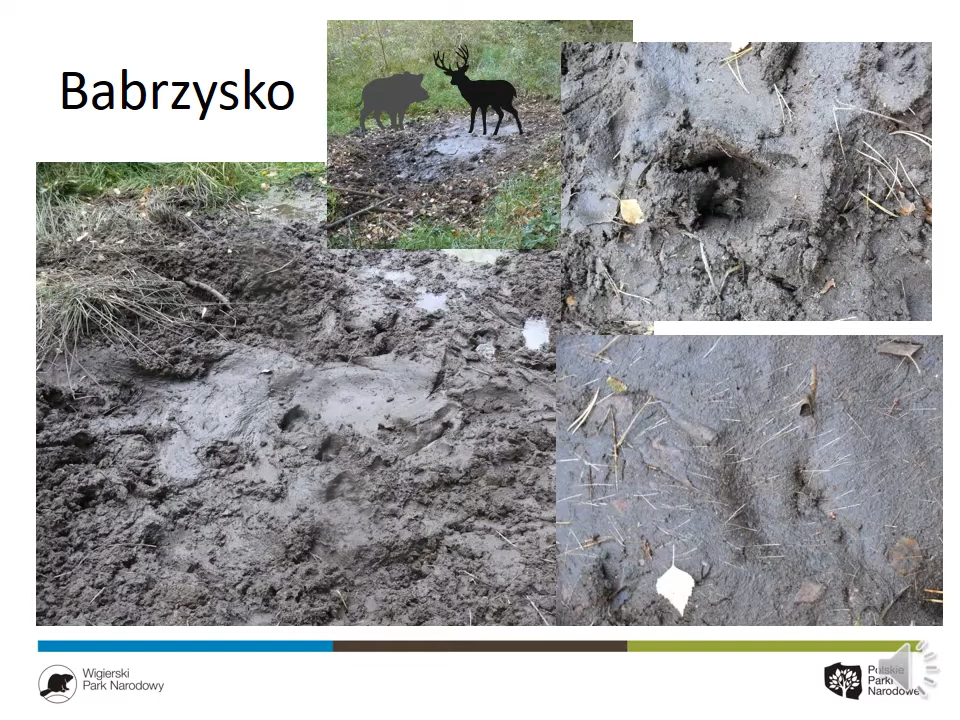 Babrzysko
Wigierski
Park Narodowy
Polskie
Parki
Narodowe